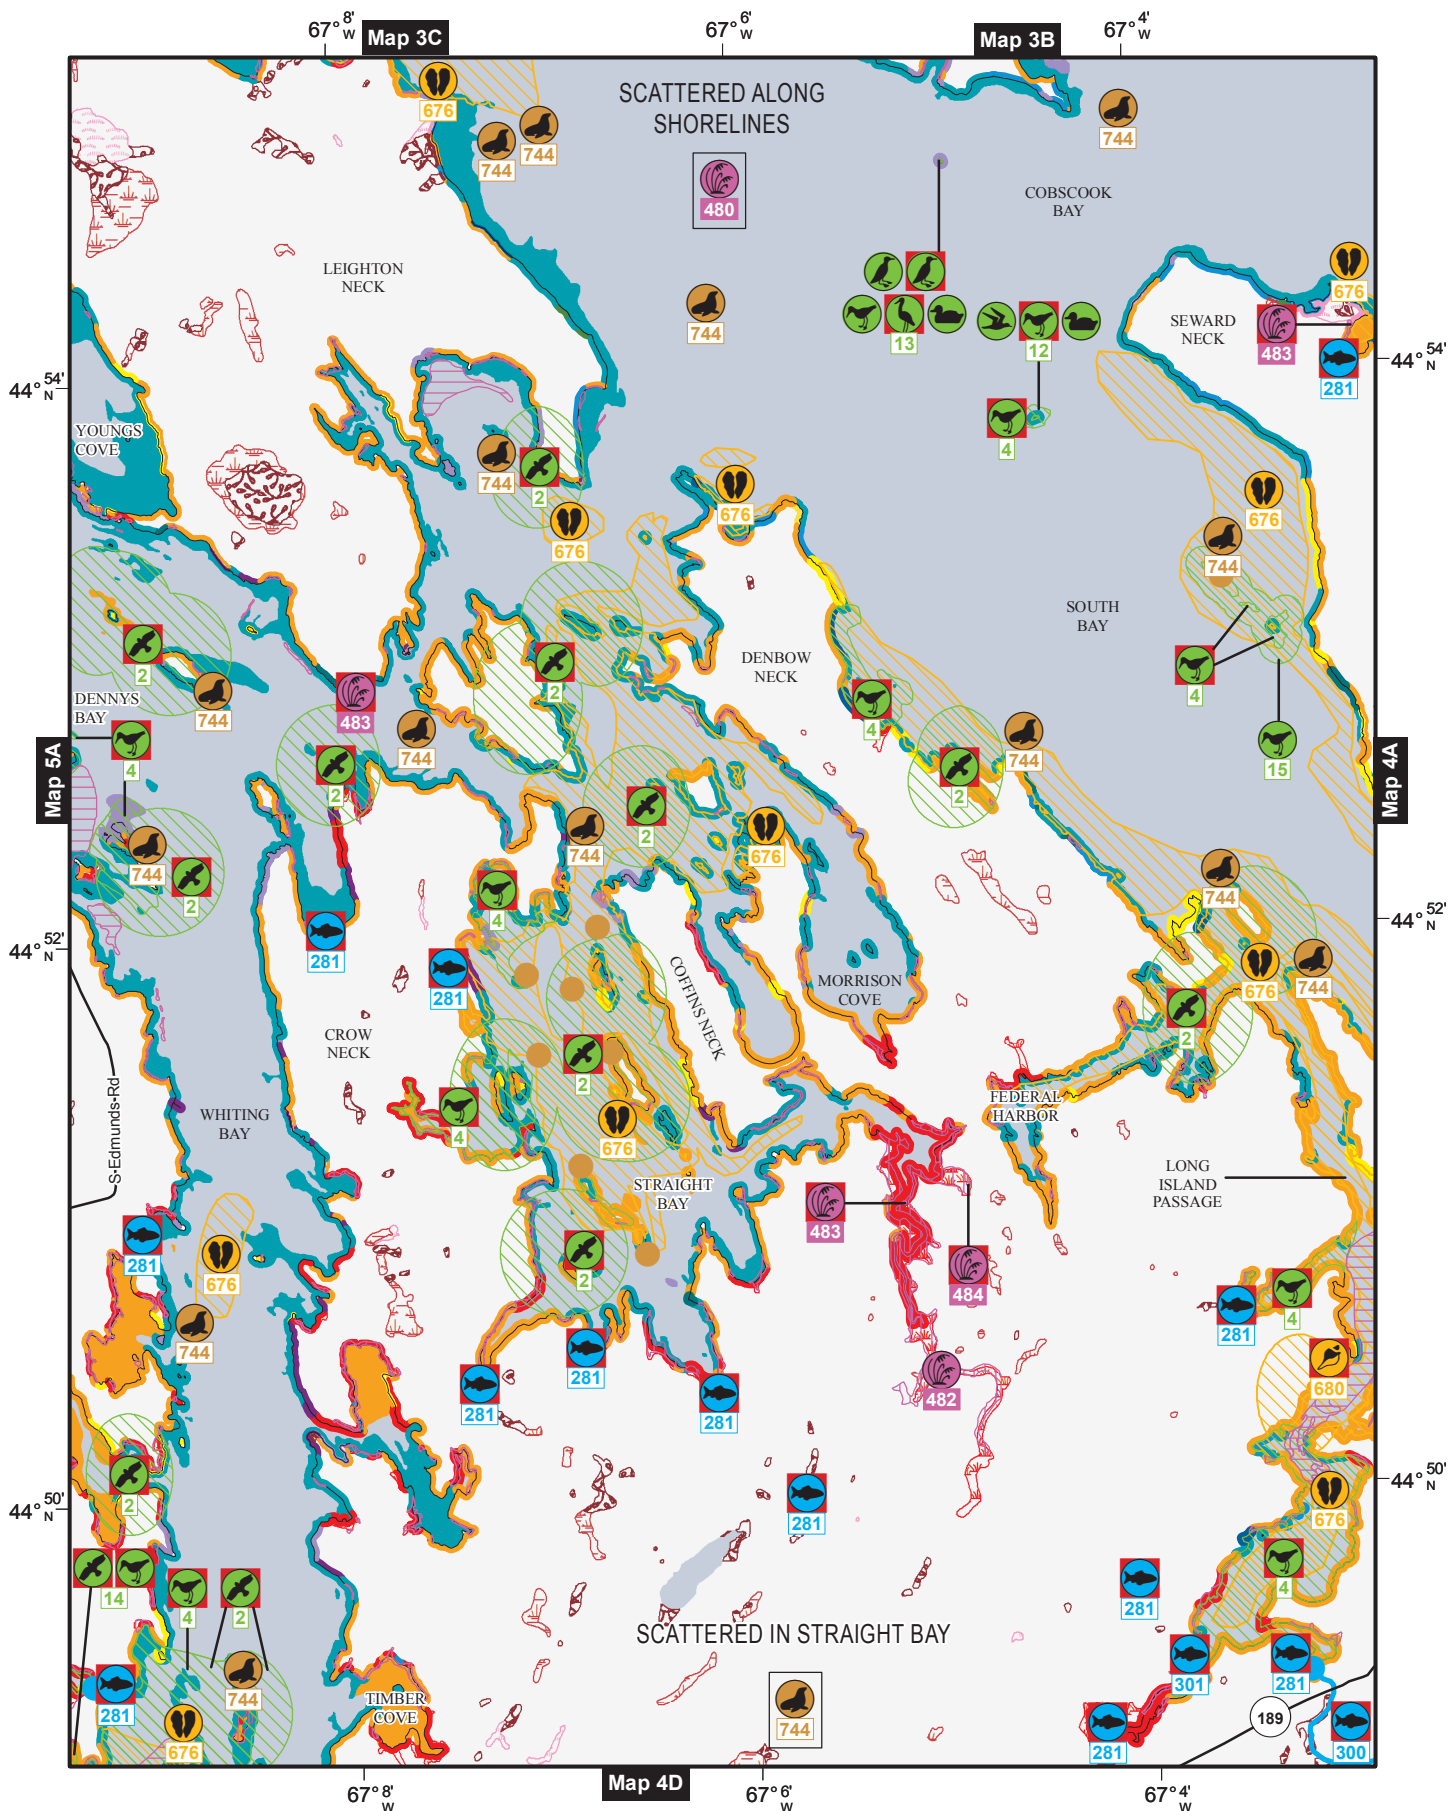 67° 8' W
Map 3C
67° 6' W
Map 3B
67° 4' W
SCATTERED ALONG
SHORELINES
480
676
744
744
744
COBSCOOK
BAY
LEIGHTON
NECK
744
13
12
4
SEWARD
NECK
676
483
281
44° 54' N
44° 54' N
YOUNGS
COVE
744
2
676
676
676
744
SOUTH
BAY
2
DENNYS
BAY
744
483
744
2
DENBOW
NECK
4
4
15
4
2
744
2
Map 5A
Map 4A
744
2
2
744
676
744
4
281
281
44° 52' N
44° 52' N
COFFINS NECK
MORRISON
COVE
676
744
2
CROW
NECK
2
S Edmunds Rd
WHITING
BAY
4
676
FEDERAL
HARBOR
STRAIGHT
BAY
LONG
ISLAND
PASSAGE
483
484
281
676
744
2
281
4
281
281
281
482
680
2
281
676
44° 50' N
44° 50' N
14
4
2
281
4
SCATTERED IN STRAIGHT BAY
744
281
676
744
TIMBER
COVE
301
281
281
189
300
67° 8' W
Map 4D
67° 6' W
67° 4' W